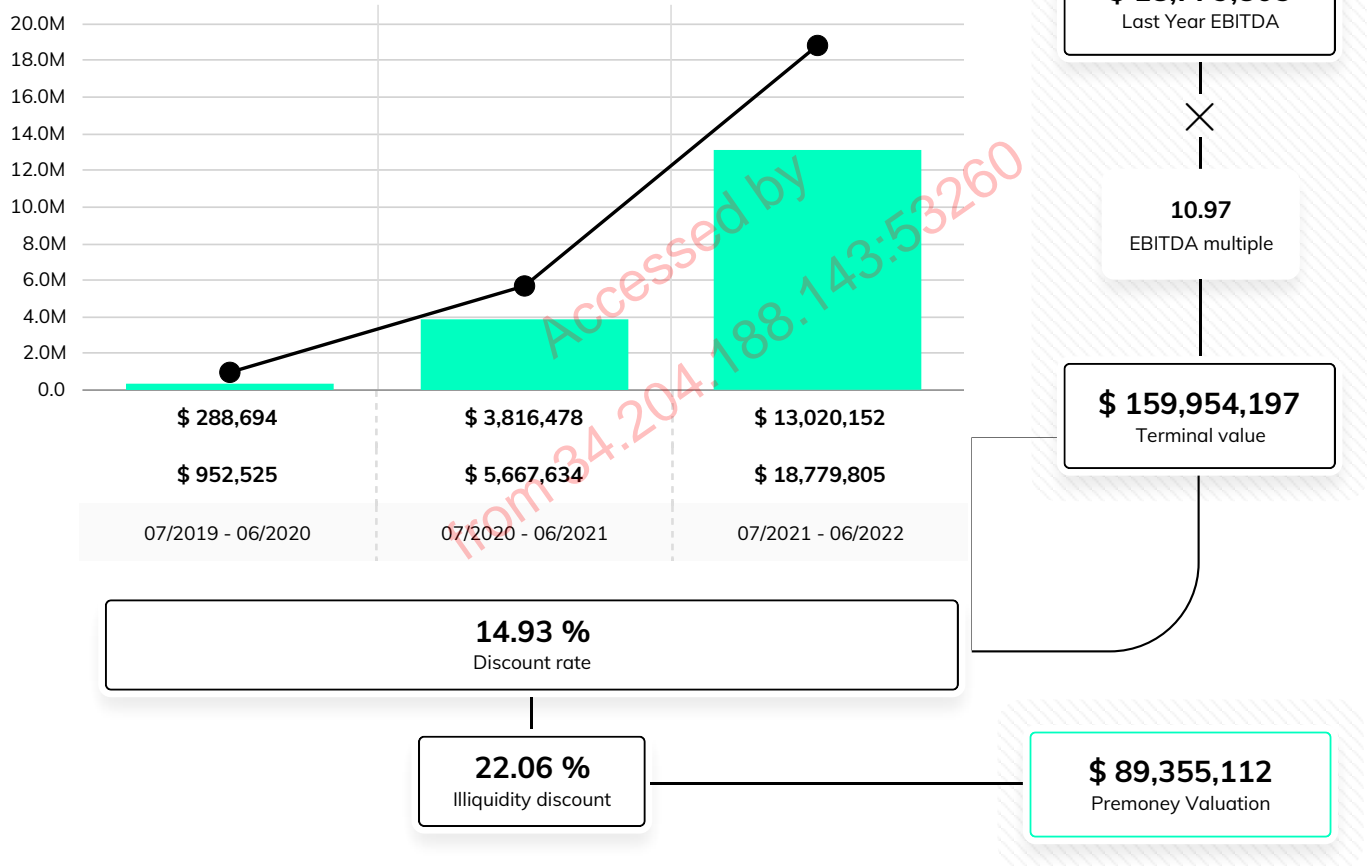 20.0M
18.0M
16.0M
14.0M
12.0M
10.0M
8.0M
6.0M
4.0M
2.0M
0.0
$ 288,694 $ 3,816,478 $ 13,020,152
$ 952,525 $ 5,667,634 $ 18,779,805
07/2019 - 06/2020 07/2020 - 06/2021 07/2021 - 06/2022
Accessed by
from 34.204.188.143:53260
Last Year EBITDA
10.97
EBITDA multiple
$ 159,954,197
Terminal value
14.93 %
Discount rate
22.06 %
Illiquidity discount
$ 89,355,112
Premoney Valuation